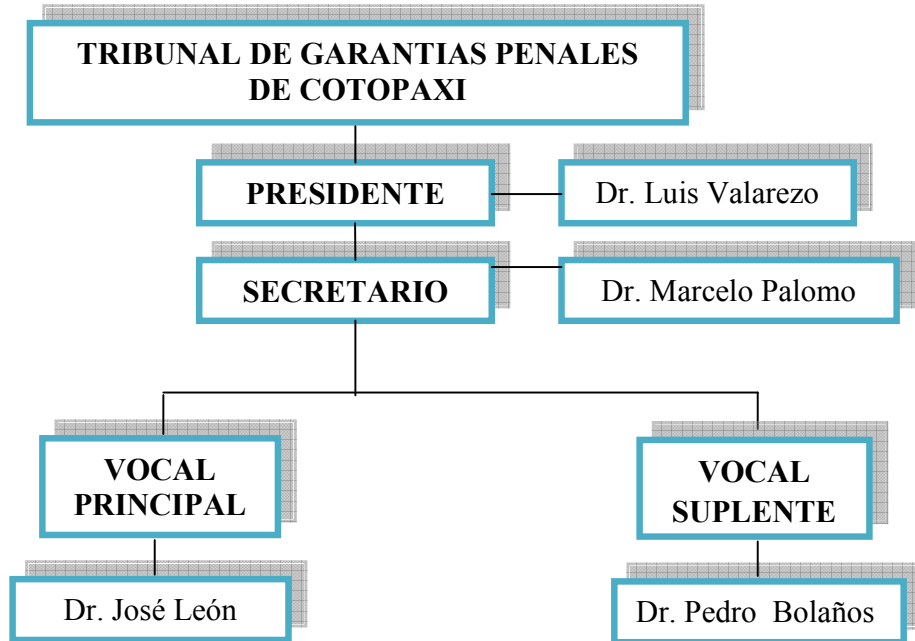 TRIBUNAL DE GARANTIAS PENALES
DE COTOPAXI
PRESIDENTE
Dr. Luis Valarezo
SECRETARIO
Dr. Marcelo Palomo
VOCAL
PRINCIPAL
VOCAL
SUPLENTE
Dr. José León
Dr. Pedro Bolaños